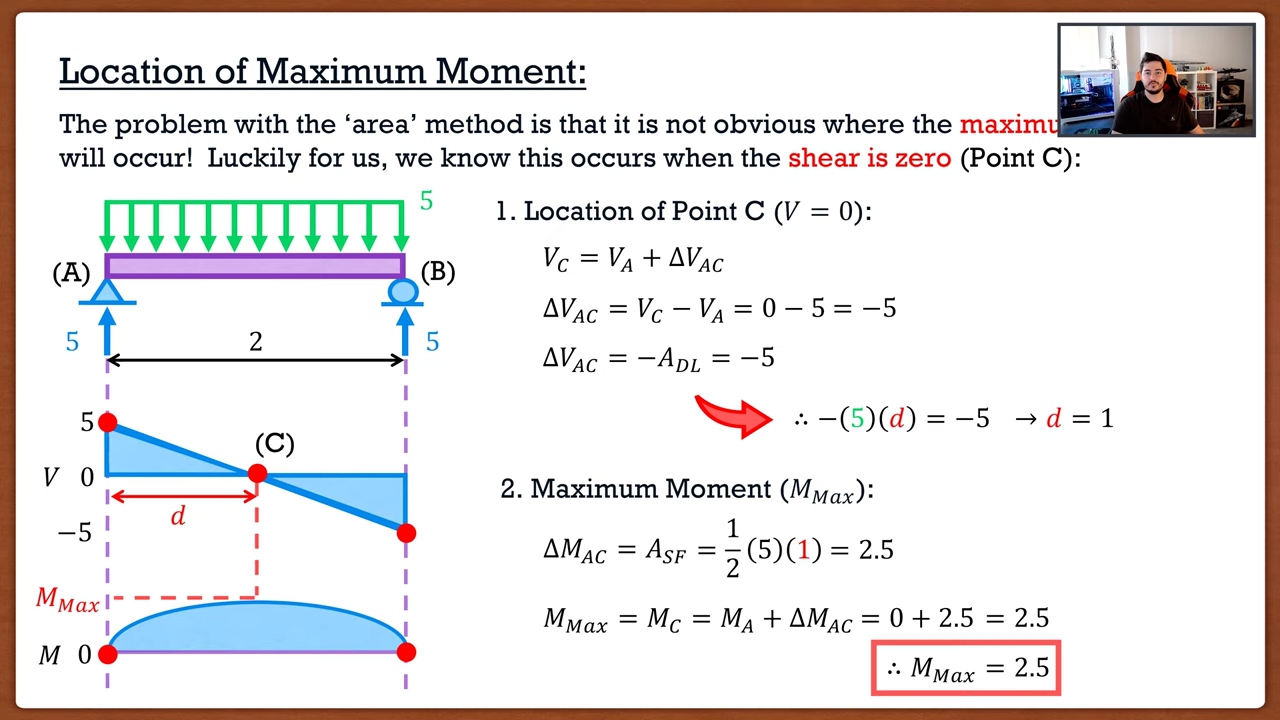 Location of Maximum Moment:
The problem with the ‘area’ method is that it is not obvious where the
will occur! Luckily for us, we know this occurs when the shear is zero (Point C):
5
(A)
(B)
5
2
5
5
(C)
V 0
d
−5
M_Max
M 0
1. Location of Point C (V = 0):
V_C = V_A + ΔV_AC
ΔV_AC = V_C − V_A = 0 − 5 = −5
ΔV_AC = −A_DL = −5
∴ −(5)(d) = −5 → d = 1
2. Maximum Moment (M_Max):
ΔM_AC = A_SF = 1/2 (5)(1) = 2.5
M_Max = M_C = M_A + ΔM_AC = 0 + 2.5 = 2.5
∴ M_Max = 2.5